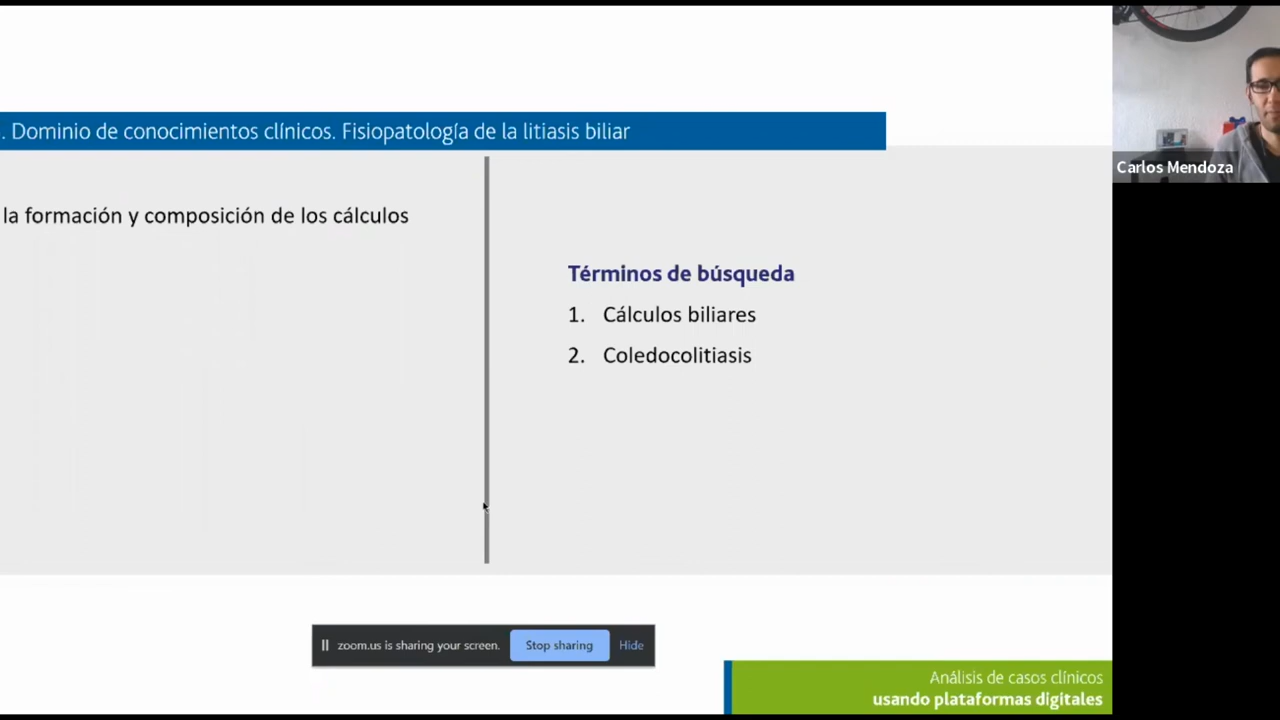 . Dominio de conocimientos clínicos. Fisiopatología de la litiasis biliar
Carlos Mendoza
la formación y composición de los cálculos
Términos de búsqueda
1. Cálculos biliares
2. Coledocolitiasis
zoom.us is sharing your screen. Stop sharing Hide
Análisis de casos clínicos
usando plataformas digitales